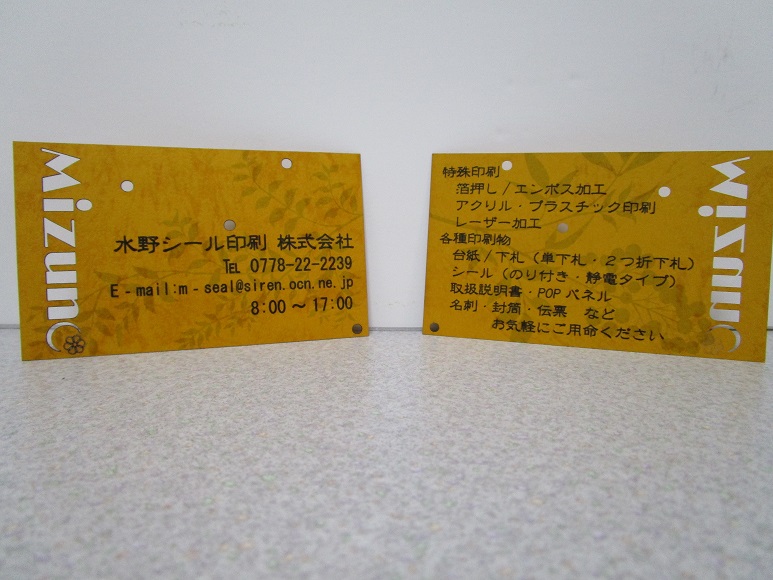 Mizuno
水野シール印刷 株式会社
℡ 0778-22-2239
E-mail:m-seal@siren.ocn.ne.jp
8:00～17:00
特殊印刷
箔押し/エンボス加工
アクリル・プラスチック印刷
レーザー加工
各種印刷物
台紙/下札（単下札・２つ折下札）
シール（のり付き・静電タイプ）
取扱説明書・POPパネル
名刺・封筒・伝票 など
お気軽にご用命ください
Mizuno